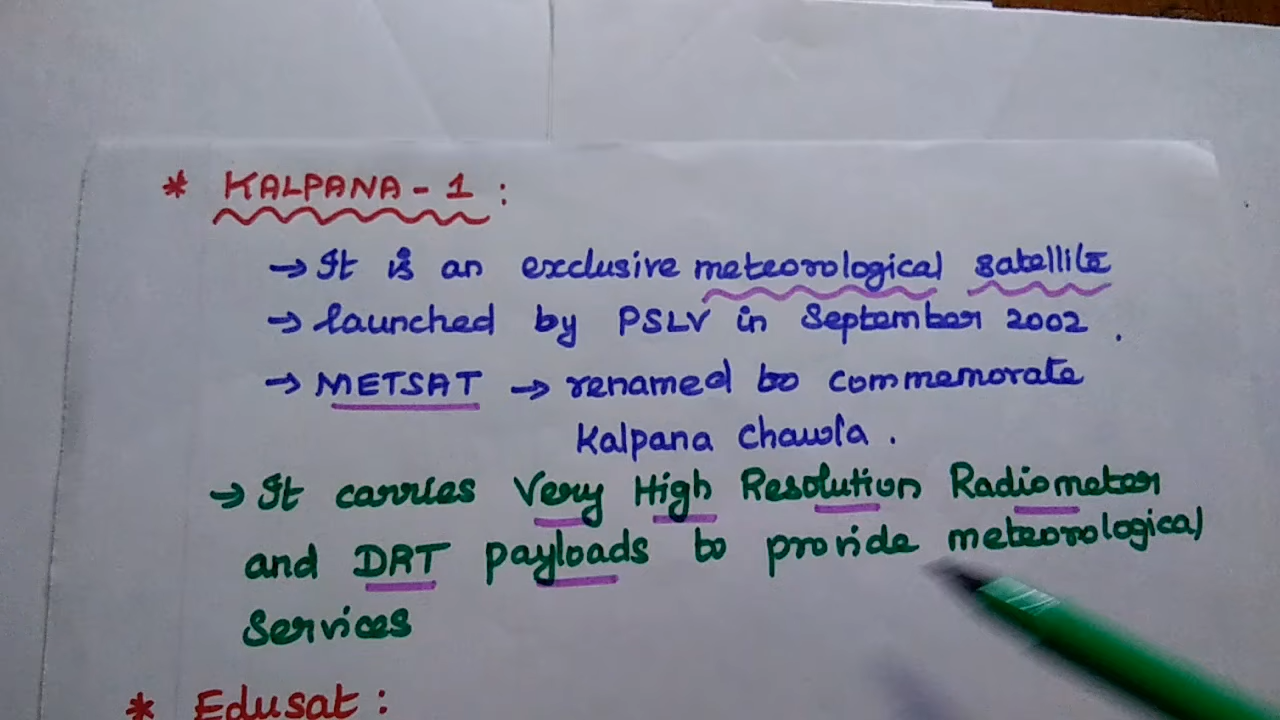 * KALPANA - 1 :
→ It is an exclusive meteorological satellite
→ launched by PSLV in September 2002 .
→ METSAT → renamed to commemorate
Kalpana Chawla .
→ It carries Very High Resolution Radiometer
and DRT payloads to provide meteorological
Services
* Edusat :